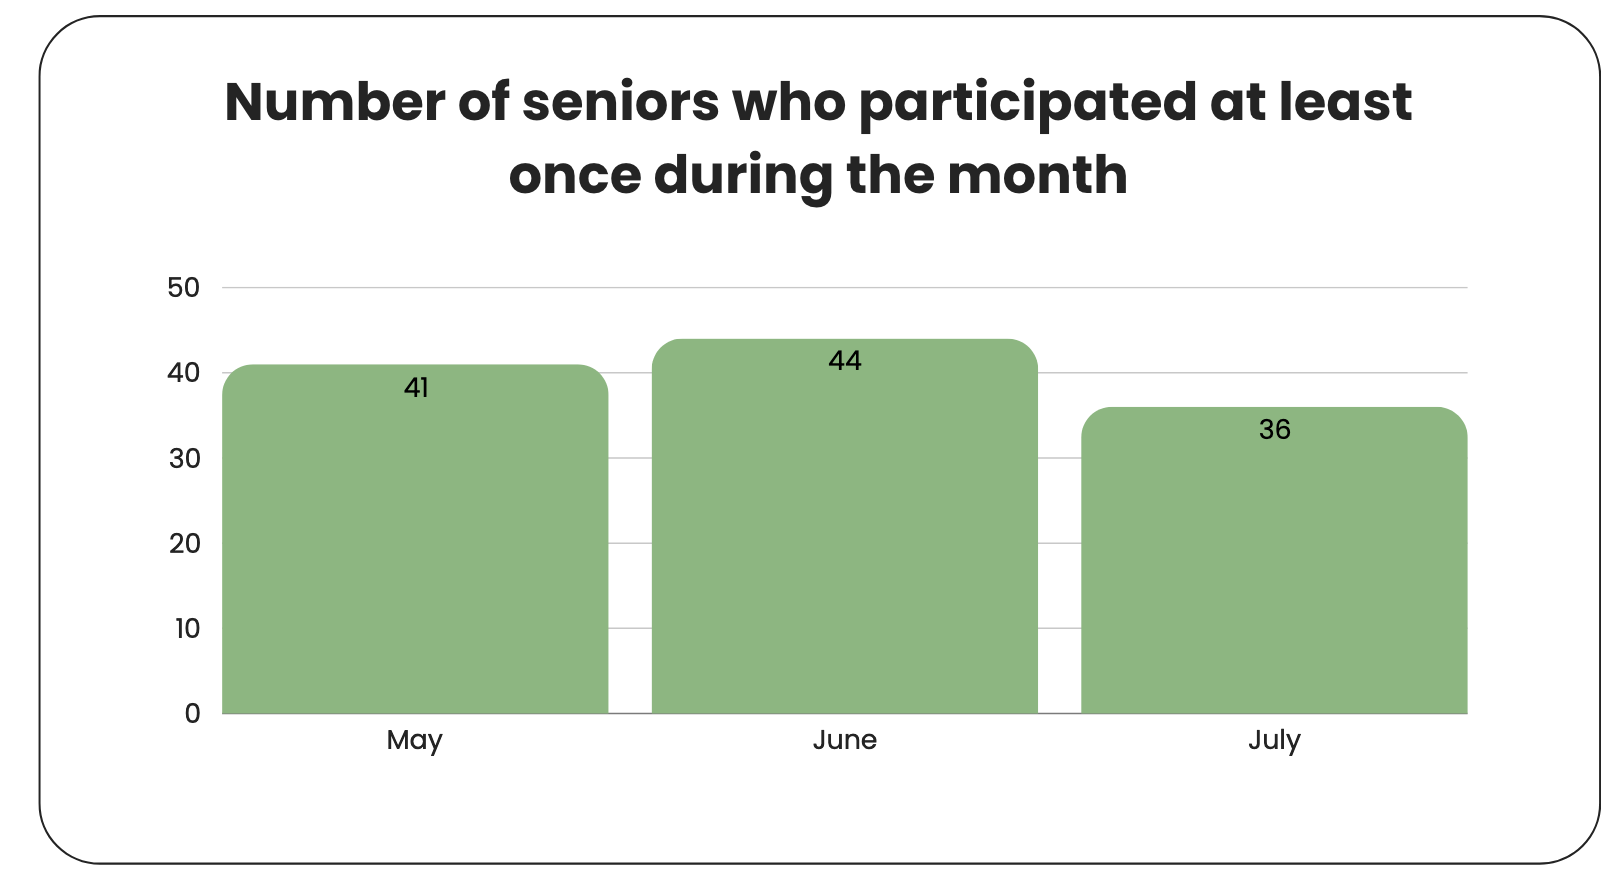 Number of seniors who participated at least
once during the month
50
40
30
20
10
0
41
44
36
May
June
July